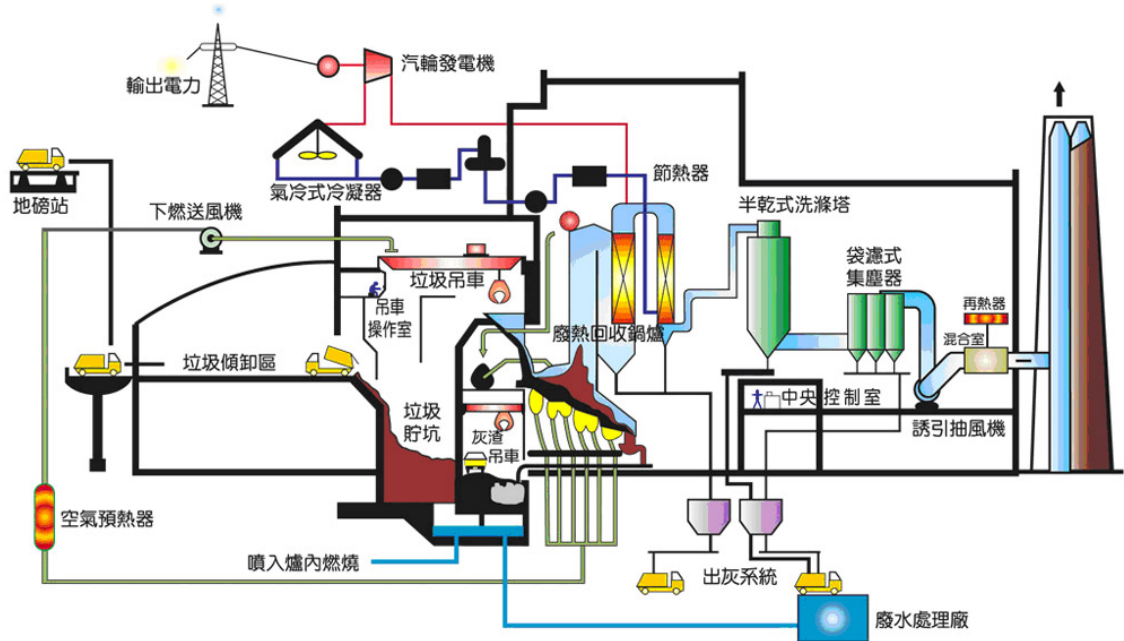 汽輪發電機
輸出電力
氣冷式冷凝器
節熱器
地磅站
下燃送風機
半乾式洗滌塔
袋濾式
集塵器
垃圾吊車
吊車
操作室
再熱器
混合室
廢熱回收鍋爐
垃圾傾卸區
中央控制室
垃圾
貯坑
灰渣
吊車
誘引抽風機
空氣預熱器
噴入爐內燃燒
出灰系統
廢水處理廠